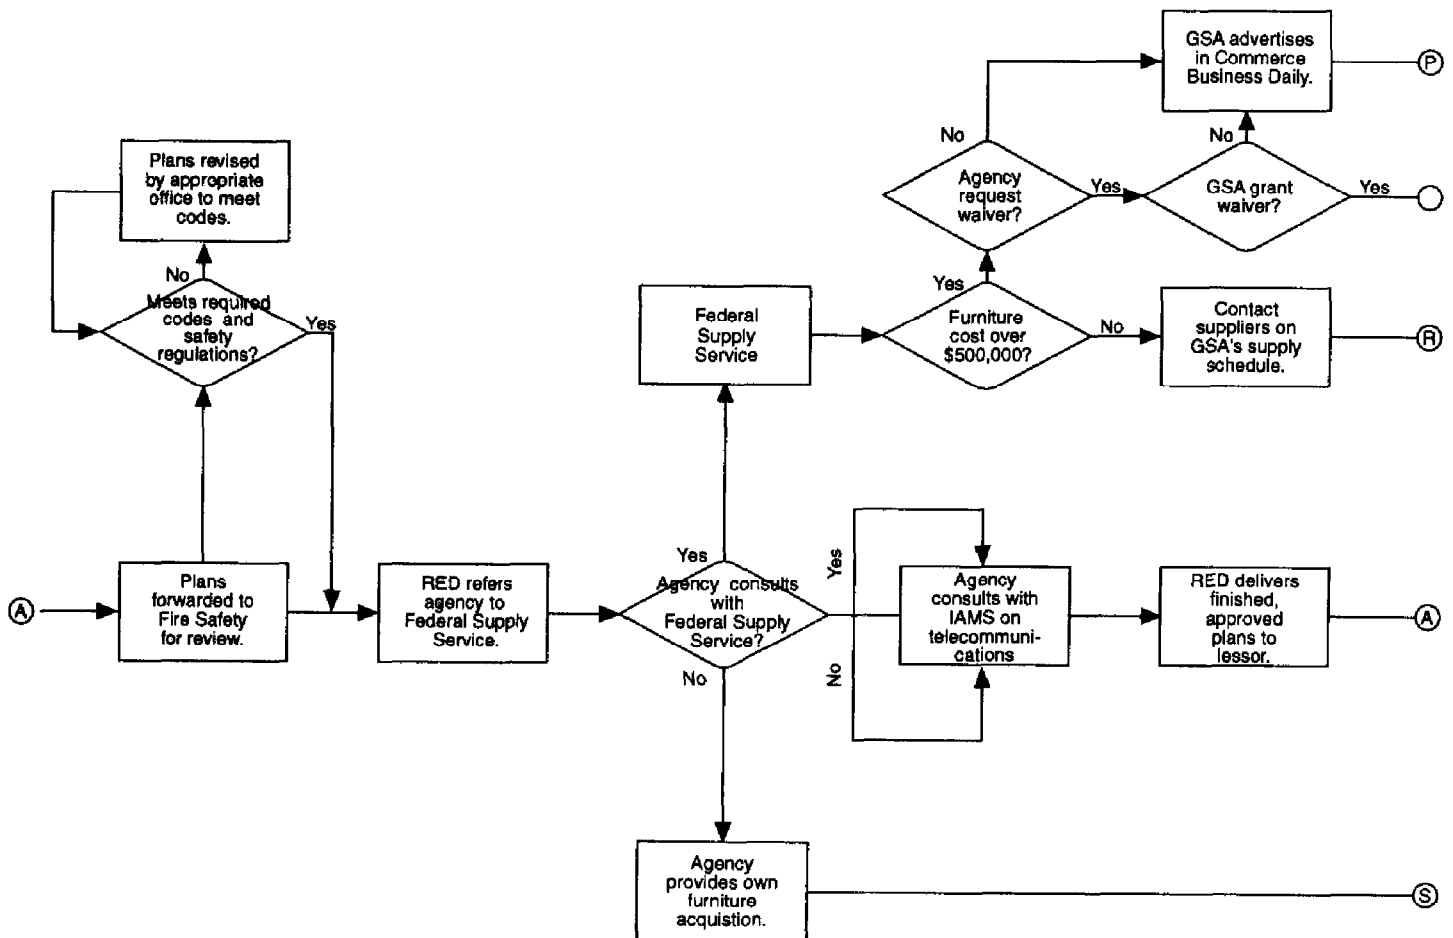 GSA advertises
in Commerce
Business Daily.
P
No
No
Plans revised
by appropriate
office to meet
codes.
Agency
request
waiver?
Yes
GSA grant
waiver?
Yes
No
Meets required
codes and
safety
regulations?
Yes
Federal
Supply
Service
Yes
Furniture
cost over
$500,000?
No
Contact
suppliers on
GSA's supply
schedule.
R
A
Plans
forwarded to
Fire Safety
for review.
RED refers
agency to
Federal Supply
Service.
Yes
Agency consults
with
Federal Supply
Service?
No
Yes
No
Agency
consults with
IAMS on
telecommuni-
cations
RED delivers
finished,
approved
plans to
lessor.
A
Agency
provides own
furniture
acquistion.
S